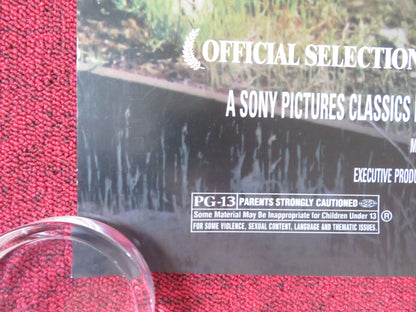 OFFICIAL SELECTION
A SONY PICTURES CLASSICS
EXECUTIVE PRODU
PG-13 PARENTS STRONGLY CAUTIONED
Some Material May Be Inappropriate for Children Under 13 ®
FOR SOME VIOLENCE, SEXUAL CONTENT, LANGUAGE AND THEMATIC ISSUES.